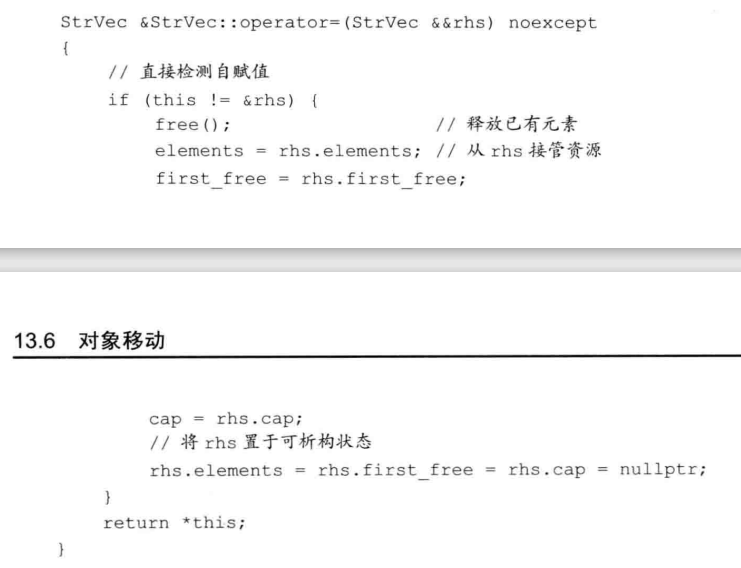 StrVec &StrVec::operator=(StrVec &&rhs) noexcept
{
// 直接检测自赋值
if (this != &rhs) {
free(); // 释放已有元素
elements = rhs.elements; // 从 rhs 接管资源
first_free = rhs.first_free;
13.6 对象移动
cap = rhs.cap;
// 将 rhs 置于可析构状态
rhs.elements = rhs.first_free = rhs.cap = nullptr;
}
return *this;
}